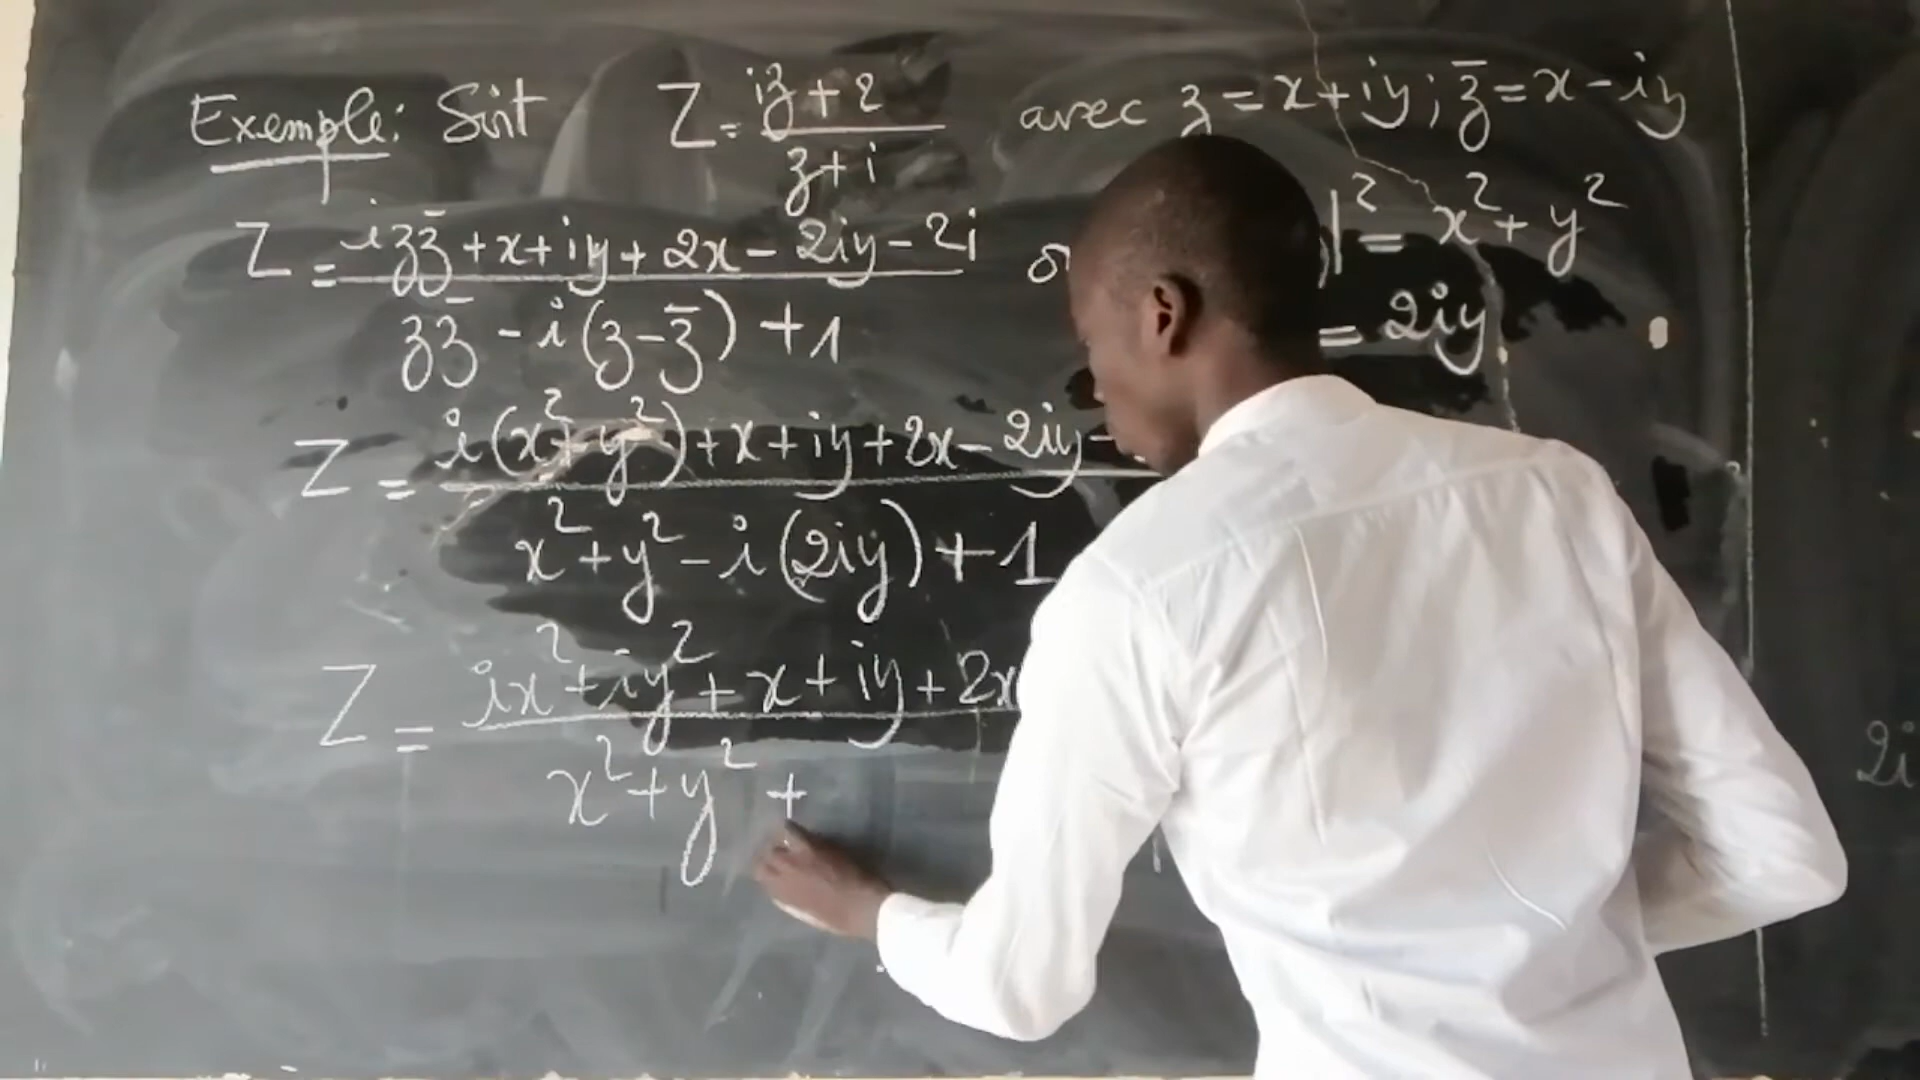 Exemple: Soit Z = (iz + 2)/(z + i) avec z = x + iy ; z̄ = x - iy
Z = (izz̄ + x + iy + 2x - 2iy - 2i)/(zz̄ - i(z - z̄) + 1) |² = x² + y²
= 2iy
Z = (i(x² + y²) + x + iy + 2x - 2iy -)/(x² + y² - i(2iy) + 1)
Z = (ix² + iy² + x + iy + 2x)/(x² + y² +)
2i